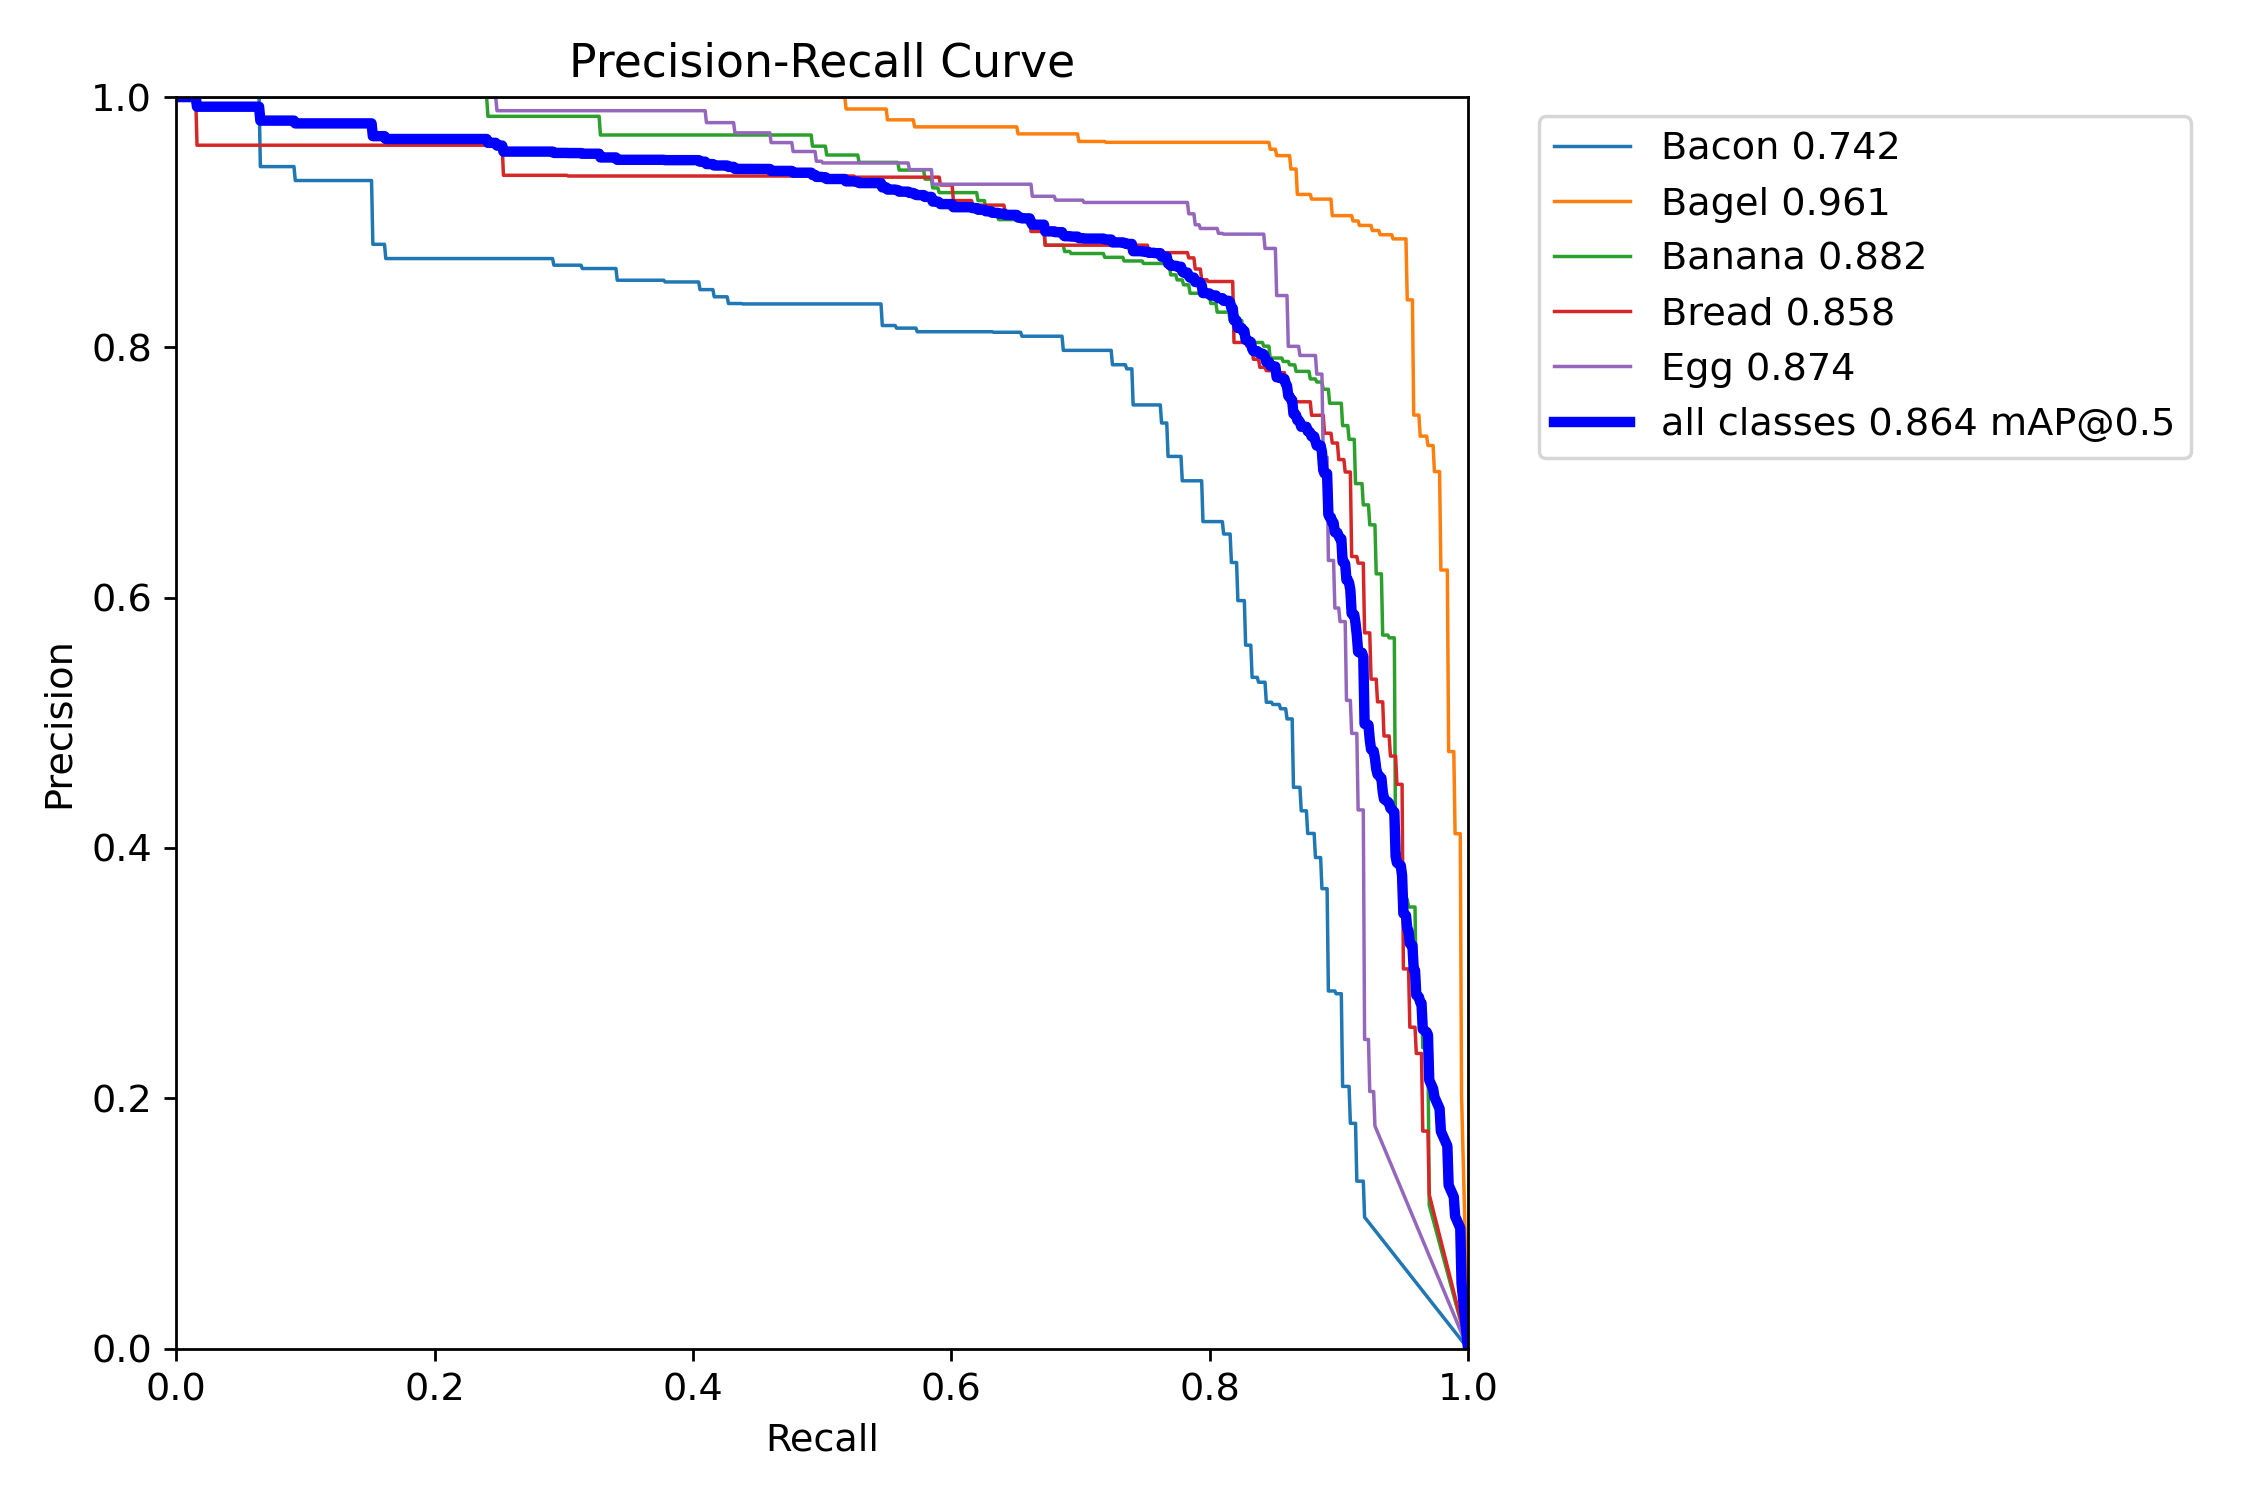 Precision-Recall Curve
1.0
0.8
0.6
0.4
0.2
0.0
Precision
0.0 0.2 0.4 0.6 0.8 1.0
Recall
Bacon 0.742
Bagel 0.961
Banana 0.882
Bread 0.858
Egg 0.874
all classes 0.864 mAP@0.5